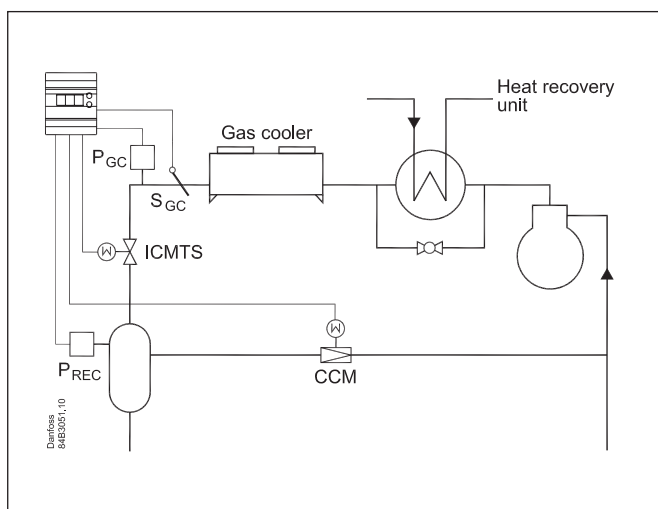 Heat recovery
unit
Gas cooler
PGC
SGC
ICMTS
M
M
PREC
CCM
Danfoss
84B3051,10